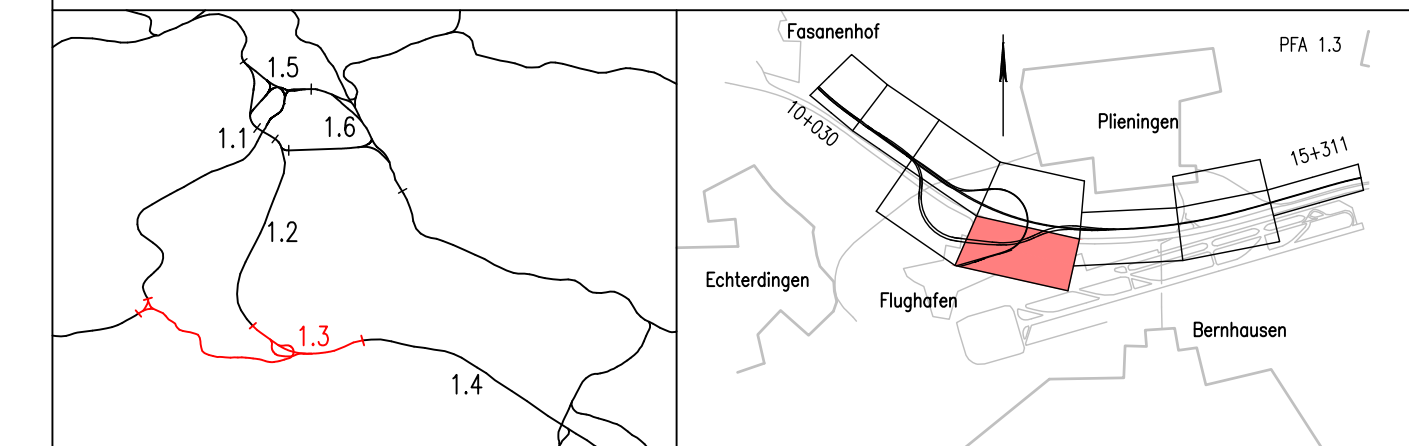 1.5
1.1
1.6
1.2
1.3
1.4
Fasanenhof
PFA 1.3
10+030
Plieningen
15+311
Echterdingen
Flughafen
Bernhausen